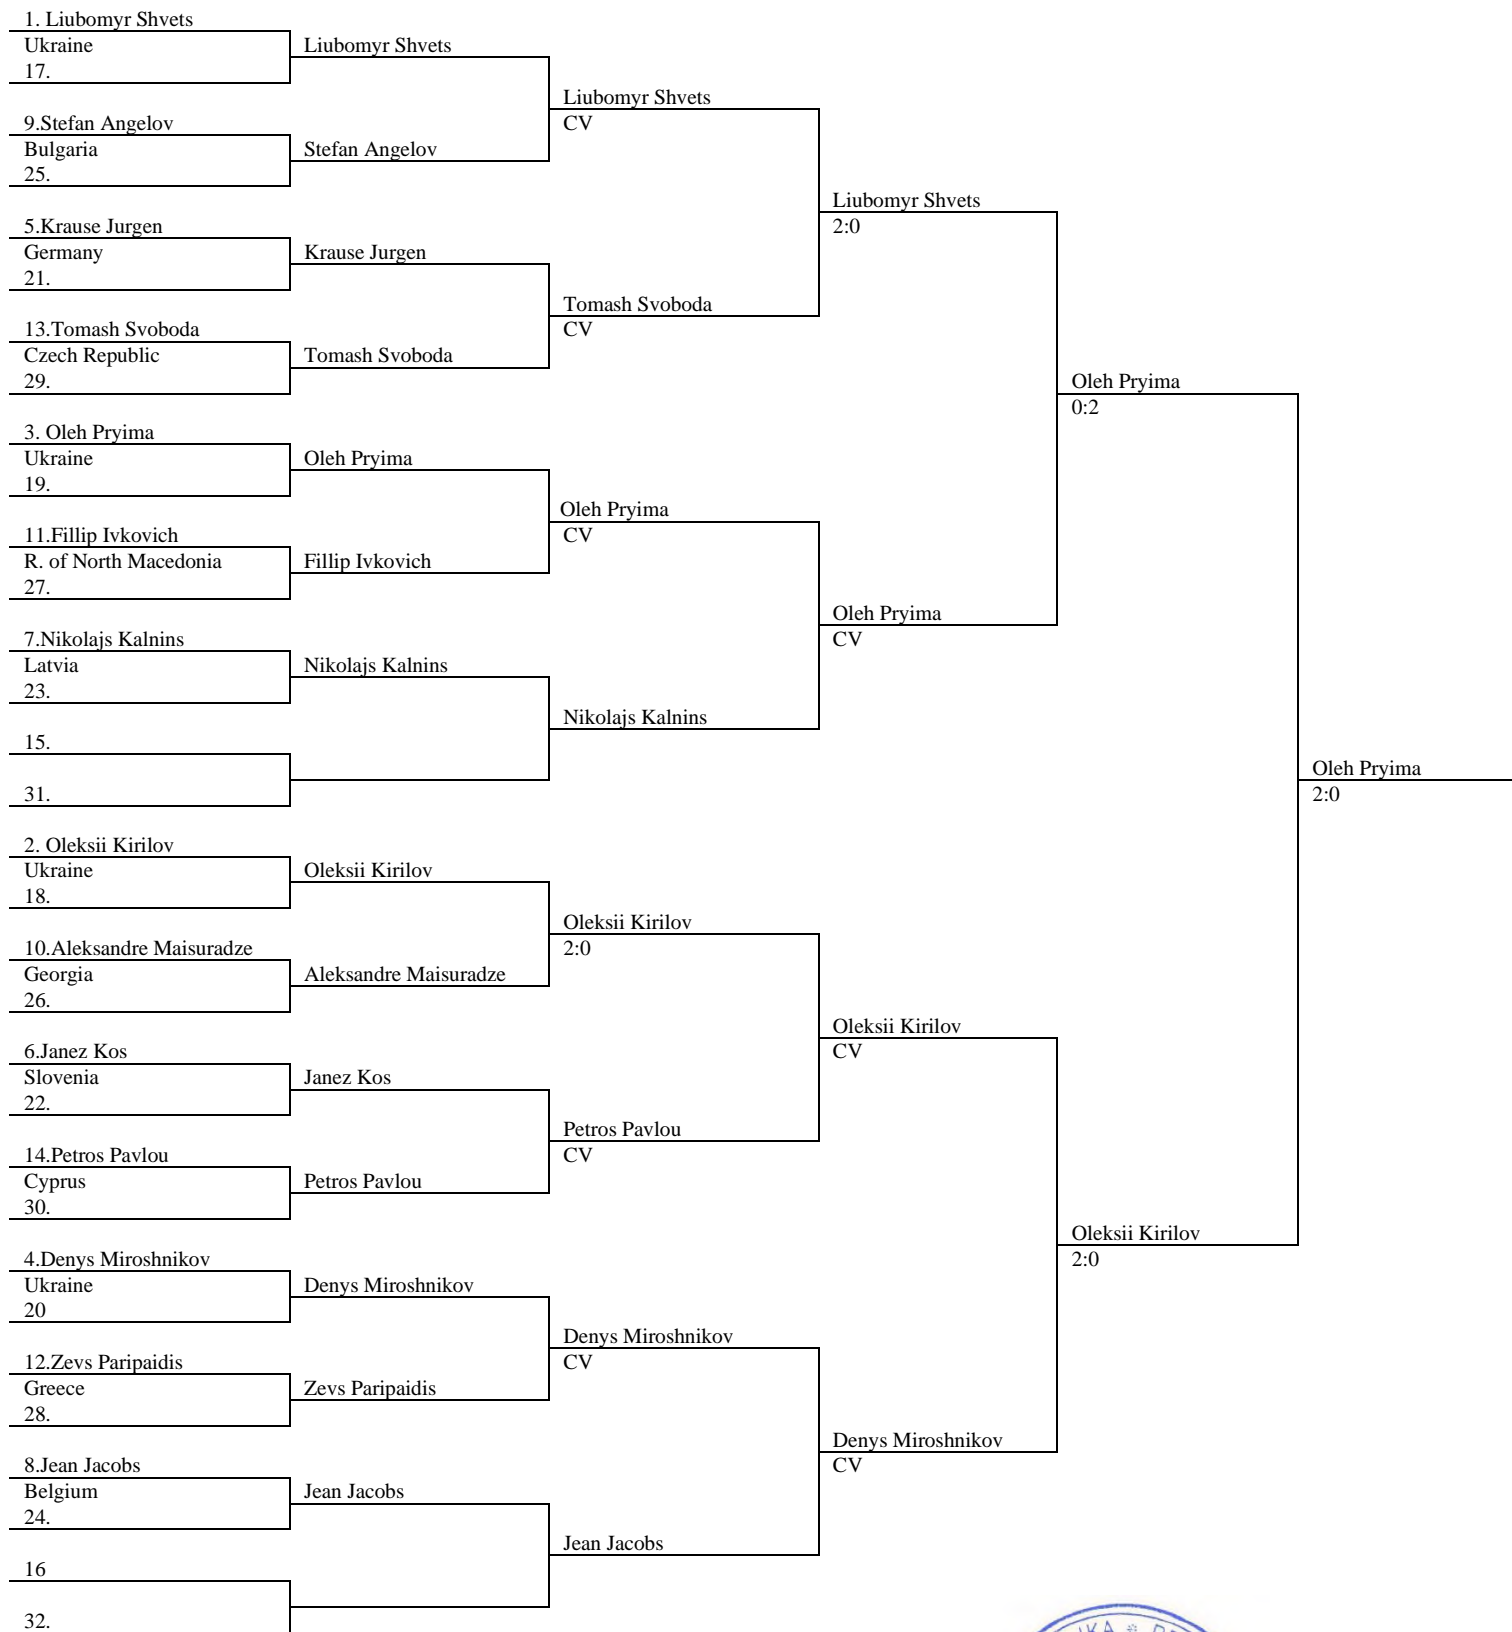 1. Liubomyr Shvets
Ukraine
17.
9.Stefan Angelov
Bulgaria
25.
5.Krause Jurgen
Germany
21.
13.Tomash Svoboda
Czech Republic
29.
3. Oleh Pryima
Ukraine
19.
11.Fillip Ivkovich
R. of North Macedonia
27.
7.Nikolajs Kalnins
Latvia
23.
15.
31.
2. Oleksii Kirilov
Ukraine
18.
10.Aleksandre Maisuradze
Georgia
26.
6.Janez Kos
Slovenia
22.
14.Petros Pavlou
Cyprus
30.
4.Denys Miroshnikov
Ukraine
20
12.Zevs Paripaidis
Greece
28.
8.Jean Jacobs
Belgium
24.
16
32.
Liubomyr Shvets
Stefan Angelov
Krause Jurgen
Tomash Svoboda
Oleh Pryima
Fillip Ivkovich
Nikolajs Kalnins
Oleksii Kirilov
Aleksandre Maisuradze
Janez Kos
Petros Pavlou
Denys Miroshnikov
Zevs Paripaidis
Jean Jacobs
Liubomyr Shvets
CV
Tomash Svoboda
CV
Oleh Pryima
CV
Nikolajs Kalnins
Oleksii Kirilov
2:0
Petros Pavlou
CV
Denys Miroshnikov
CV
Jean Jacobs
Liubomyr Shvets
2:0
Oleh Pryima
CV
Oleksii Kirilov
CV
Denys Miroshnikov
CV
Oleh Pryima
0:2
Oleksii Kirilov
2:0
Oleh Pryima
2:0